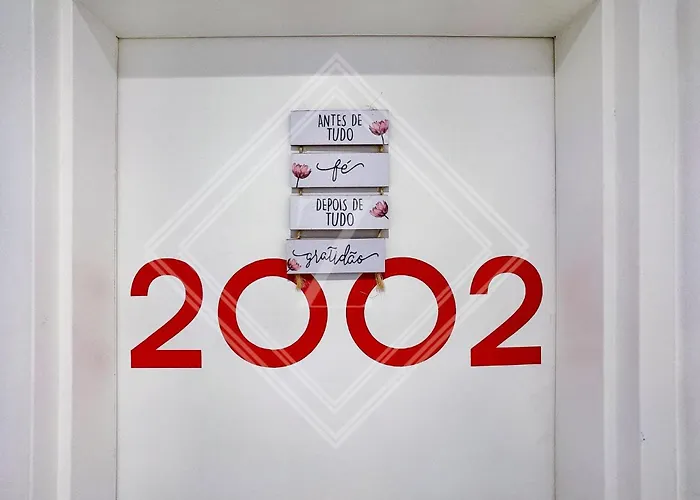 ANTES DE
TUDO
fé
DEPOIS DE
TUDO
gratidão
2002